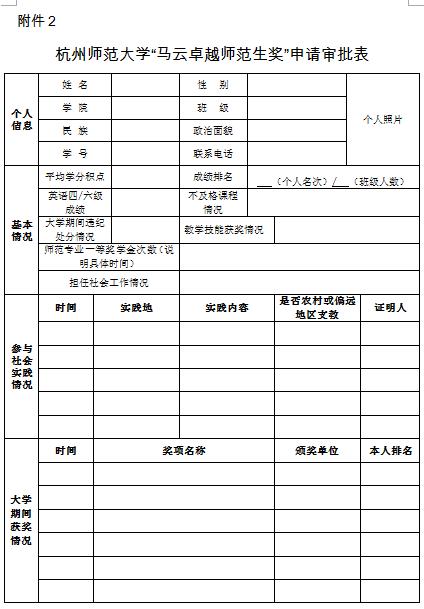 附件2
杭州师范大学“马云卓越师范生奖”申请审批表
个人
信息
姓 名
性 别
个人照片
学 院
班 级
民 族
政治面貌
学 号
联系电话
基本
情况
平均学分积点
成绩排名
___（个人名次）/___（班级人数）
英语四/六级
成绩
不及格课程
情况
大学期间违纪
处分情况
教学技能获奖情况
师范专业一等奖学金次数（说
明具体时间）
担任社会工作情况
参与
社会
实践
情况
时间
实践地
实践内容
是否农村或偏远
地区支教
证明人
大学
期间
获奖
情况
时间
奖项名称
颁奖单位
本人排名